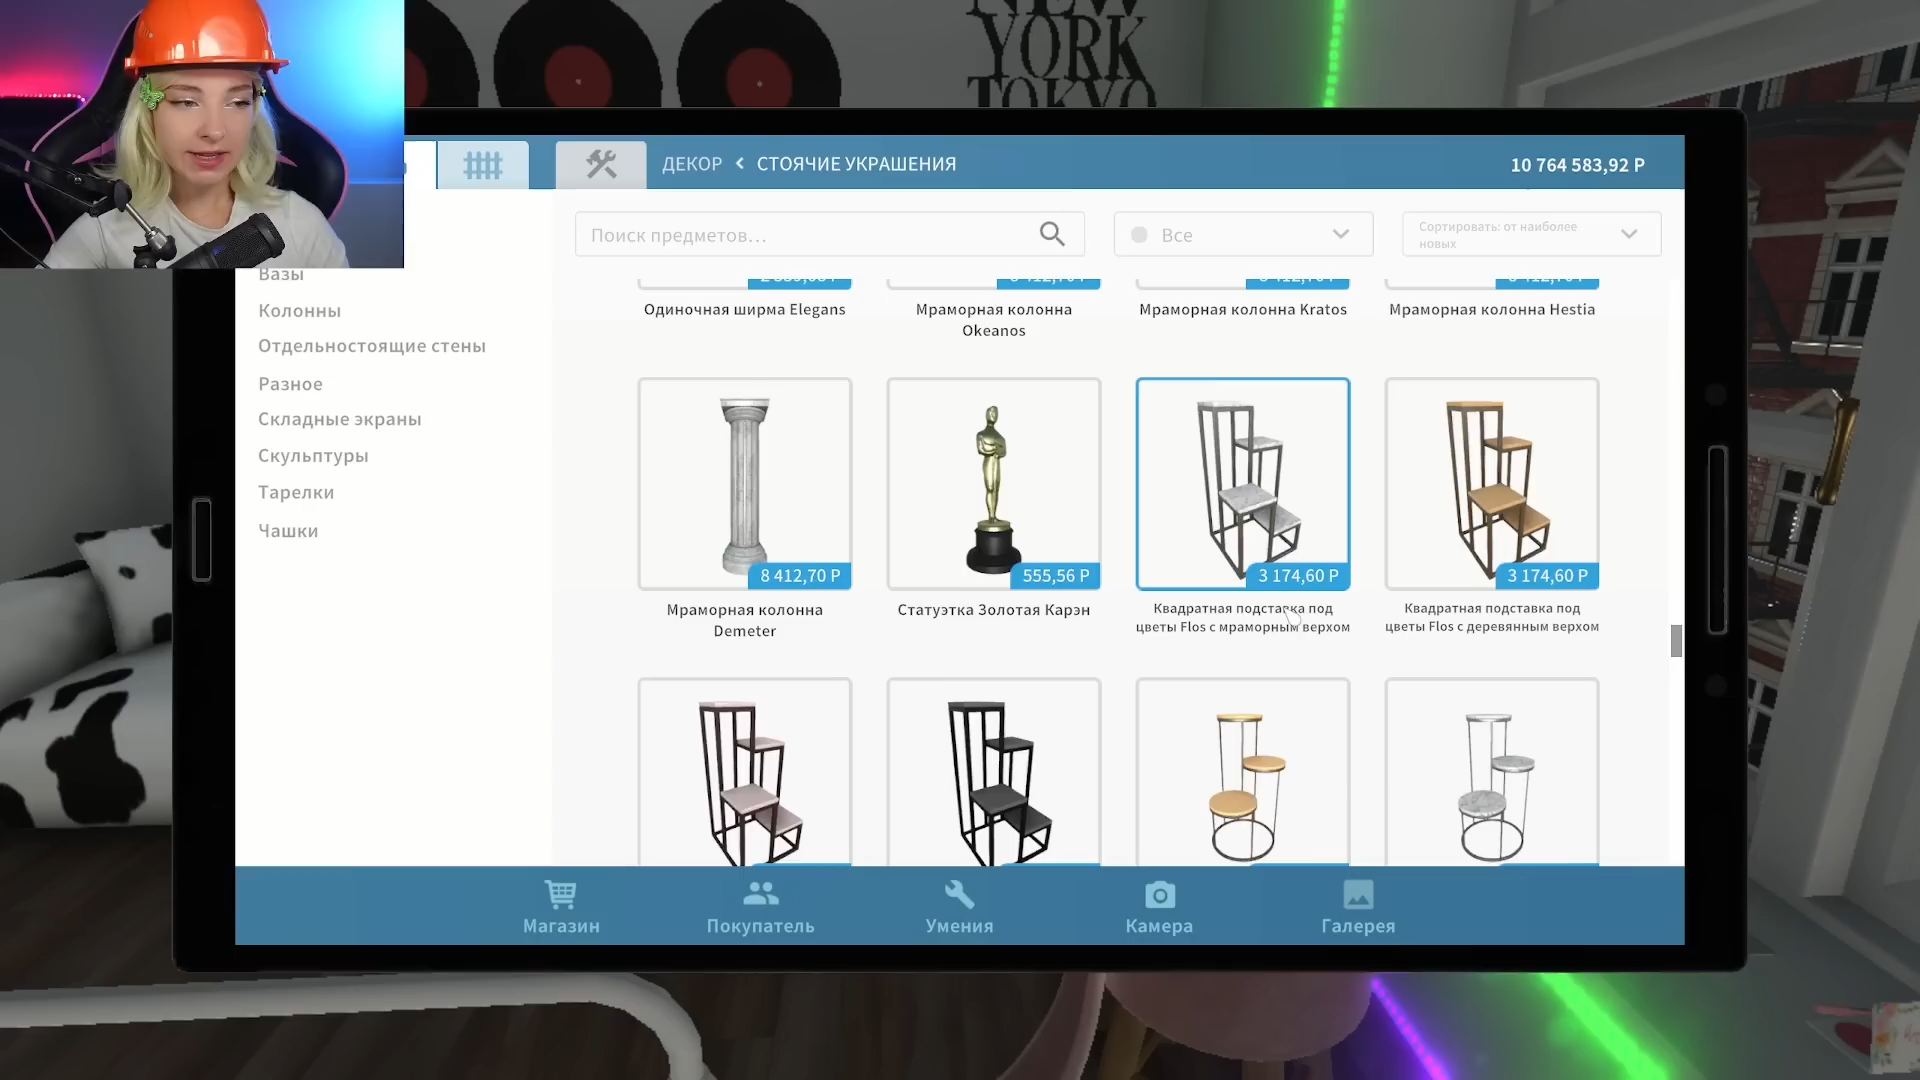 NEW
YORK
TOKYO
ДЕКОР < СТОЯЧИЕ УКРАШЕНИЯ
10 764 583,92 Р
Поиск предметов...
Все
Сортировать: от наиболее
новых
Вазы
Колонны
Отдельностоящие стены
Разное
Складные экраны
Скульптуры
Тарелки
Чашки
Одиночная ширма Elegans
Мраморная колонна
Okeanos
Мраморная колонна Kratos
Мраморная колонна Hestia
8 412,70 Р
Мраморная колонна
Demeter
555,56 Р
Статуэтка Золотая Карэн
3 174,60 Р
Квадратная подставка под
цветы Flos с мраморным верхом
3 174,60 Р
Квадратная подставка под
цветы Flos с деревянным верхом
Магазин
Покупатель
Умения
Камера
Галерея